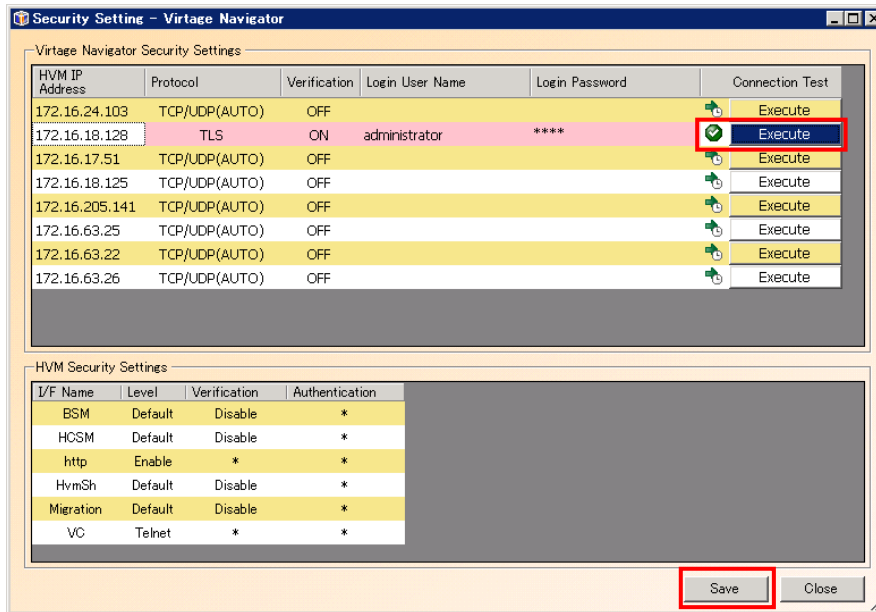 Security Setting - Virtage Navigator
Virtage Navigator Security Settings
HVM IP Address Protocol Verification Login User Name Login Password Connection Test
172.16.24.103 TCP/UDP(AUTO) OFF Execute
172.16.18.128 TLS ON administrator **** Execute
172.16.17.51 TCP/UDP(AUTO) OFF Execute
172.16.18.125 TCP/UDP(AUTO) OFF Execute
172.16.205.141 TCP/UDP(AUTO) OFF Execute
172.16.63.25 TCP/UDP(AUTO) OFF Execute
172.16.63.22 TCP/UDP(AUTO) OFF Execute
172.16.63.26 TCP/UDP(AUTO) OFF Execute
HVM Security Settings
I/F Name Level Verification Authentication
BSM Default Disable *
HCSM Default Disable *
http Enable * *
HvmSh Default Disable *
Migration Default Disable *
VC Telnet * *
Save Close